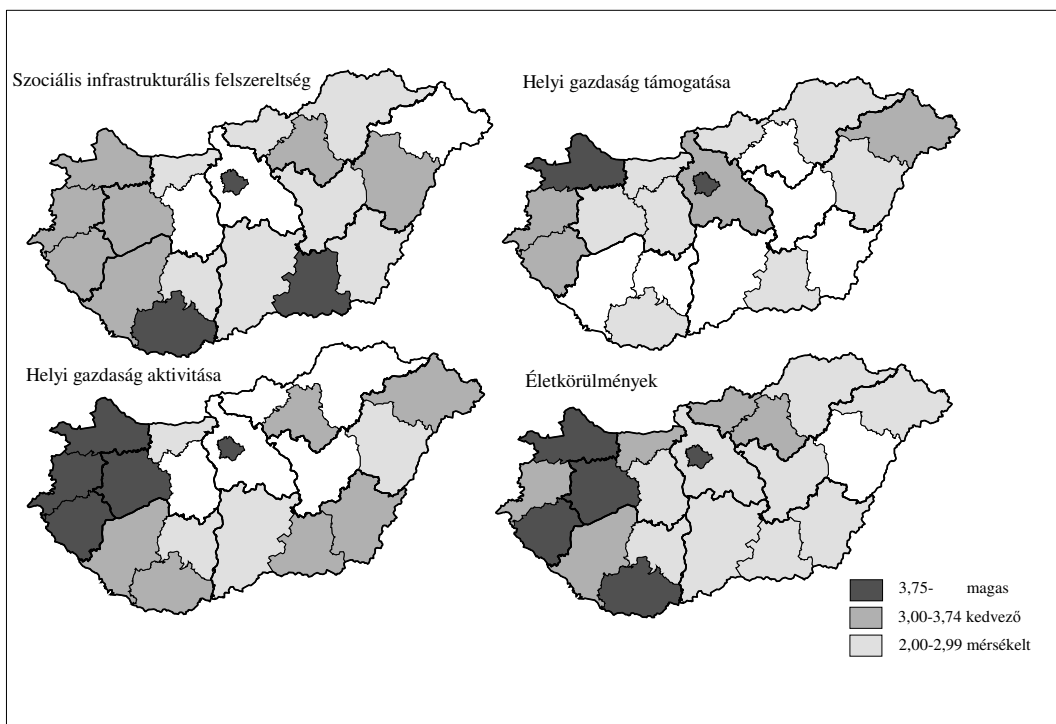 Szociális infrastrukturális felszereltség
Helyi gazdaság támogatása
Helyi gazdaság aktivitása
Életkörülmények
3,75- magas
3,00-3,74 kedvező
2,00-2,99 mérsékelt